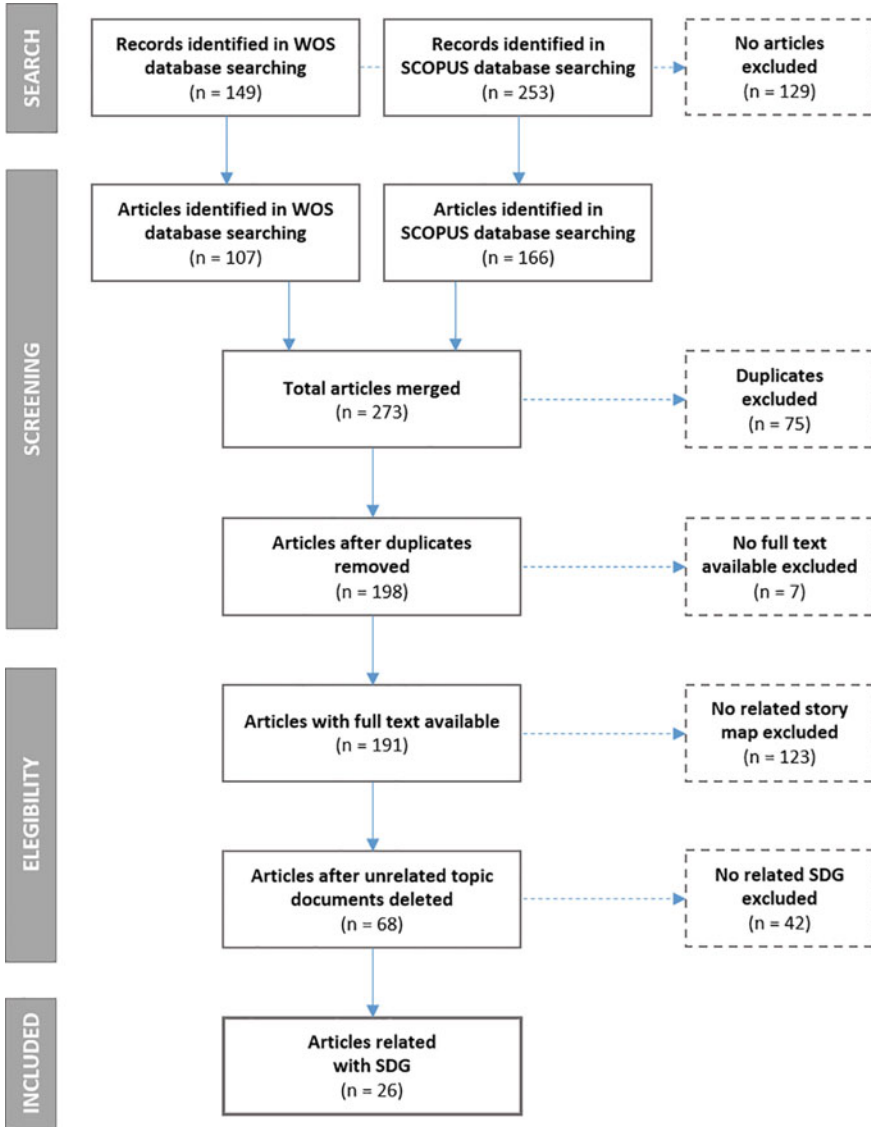 SEARCH
Records identified in WOS
database searching
(n = 149)
Records identified in
SCOPUS database searching
(n = 253)
No articles
excluded
(n = 129)
SCREENING
Articles identified in WOS
database searching
(n = 107)
Articles identified in
SCOPUS database searching
(n = 166)
Total articles merged
(n = 273)
Duplicates
excluded
(n = 75)
Articles after duplicates
removed
(n = 198)
No full text
available excluded
(n = 7)
ELEGIBILITY
Articles with full text available
(n = 191)
No related story
map excluded
(n = 123)
Articles after unrelated topic
documents deleted
(n = 68)
No related SDG
excluded
(n = 42)
INCLUDED
Articles related
with SDG
(n = 26)